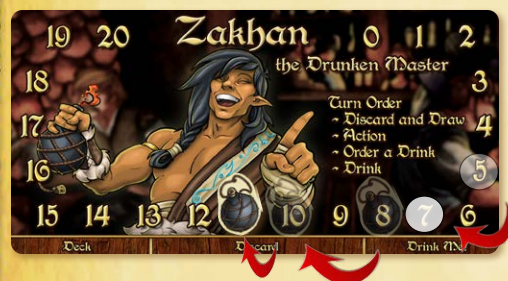 19 20 Zakhan 0 1 2
the Drunken Master
18 3
Turn Order
~ Discard and Draw
~ Action
17 4
~ Order a Drink
~ Drink
16 5
15 14 13 12 10 9 8 7 6
Deck Discard Drink Me!